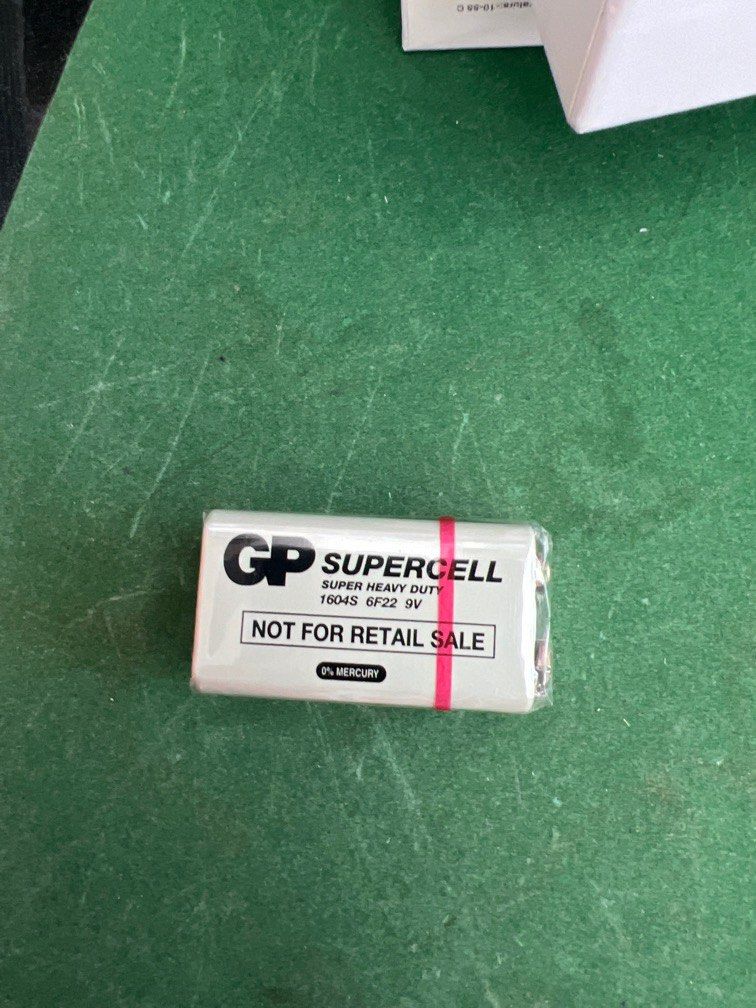 GP SUPERCELL
SUPER HEAVY DUTY
1604S 6F22 9V
NOT FOR RETAIL SALE
0% MERCURY